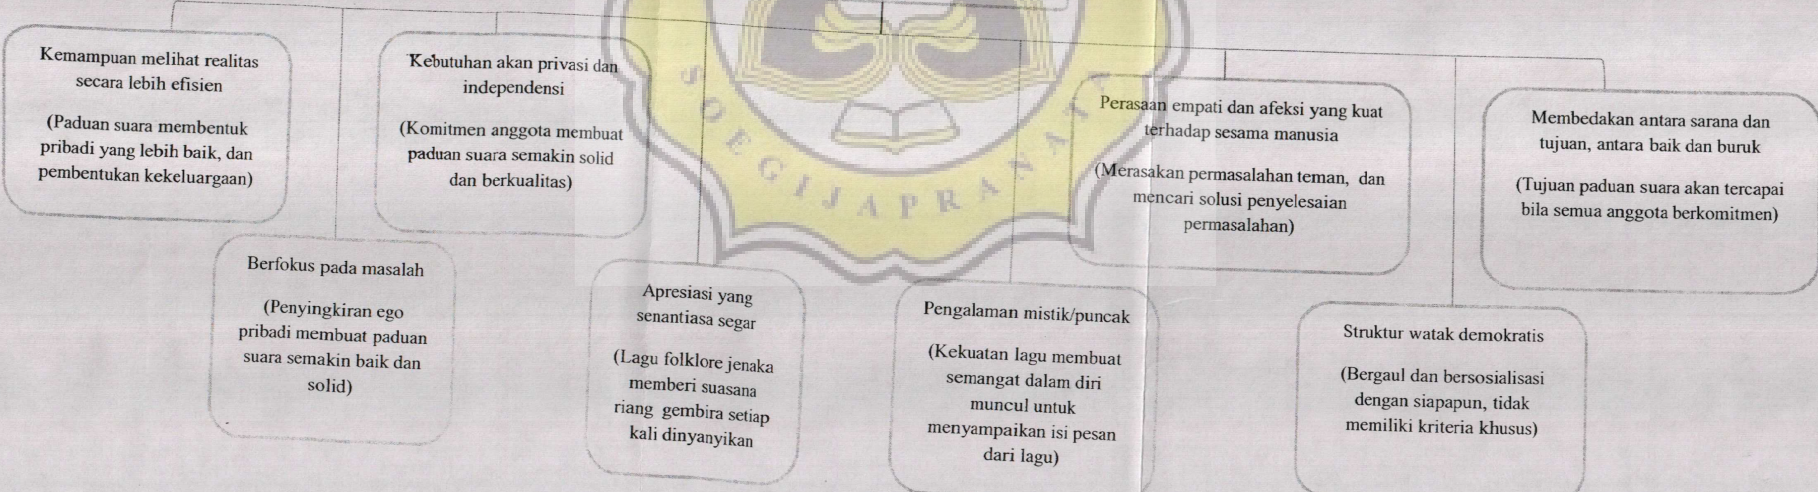 Kemampuan melihat realitas
secara lebih efisien
(Paduan suara membentuk
pribadi yang lebih baik, dan
pembentukan kekeluargaan)
Kebutuhan akan privasi dan
independensi
(Komitmen anggota membuat
paduan suara semakin solid
dan berkualitas)
Perasaan empati dan afeksi yang kuat
terhadap sesama manusia
(Merasakan permasalahan teman, dan
mencari solusi penyelesaian
permasalahan)
Membedakan antara sarana dan
tujuan, antara baik dan buruk
(Tujuan paduan suara akan tercapai
bila semua anggota berkomitmen)
Berfokus pada masalah
(Penyingkiran ego
pribadi membuat paduan
suara semakin baik dan
solid)
Apresiasi yang
senantiasa segar
(Lagu folklore jenaka
memberi suasana
riang gembira setiap
kali dinyanyikan
Pengalaman mistik/puncak
(Kekuatan lagu membuat
semangat dalam diri
muncul untuk
menyampaikan isi pesan
dari lagu)
Struktur watak demokratis
(Bergaul dan bersosialisasi
dengan siapapun, tidak
memiliki kriteria khusus)
SOEGIJAPRANATA